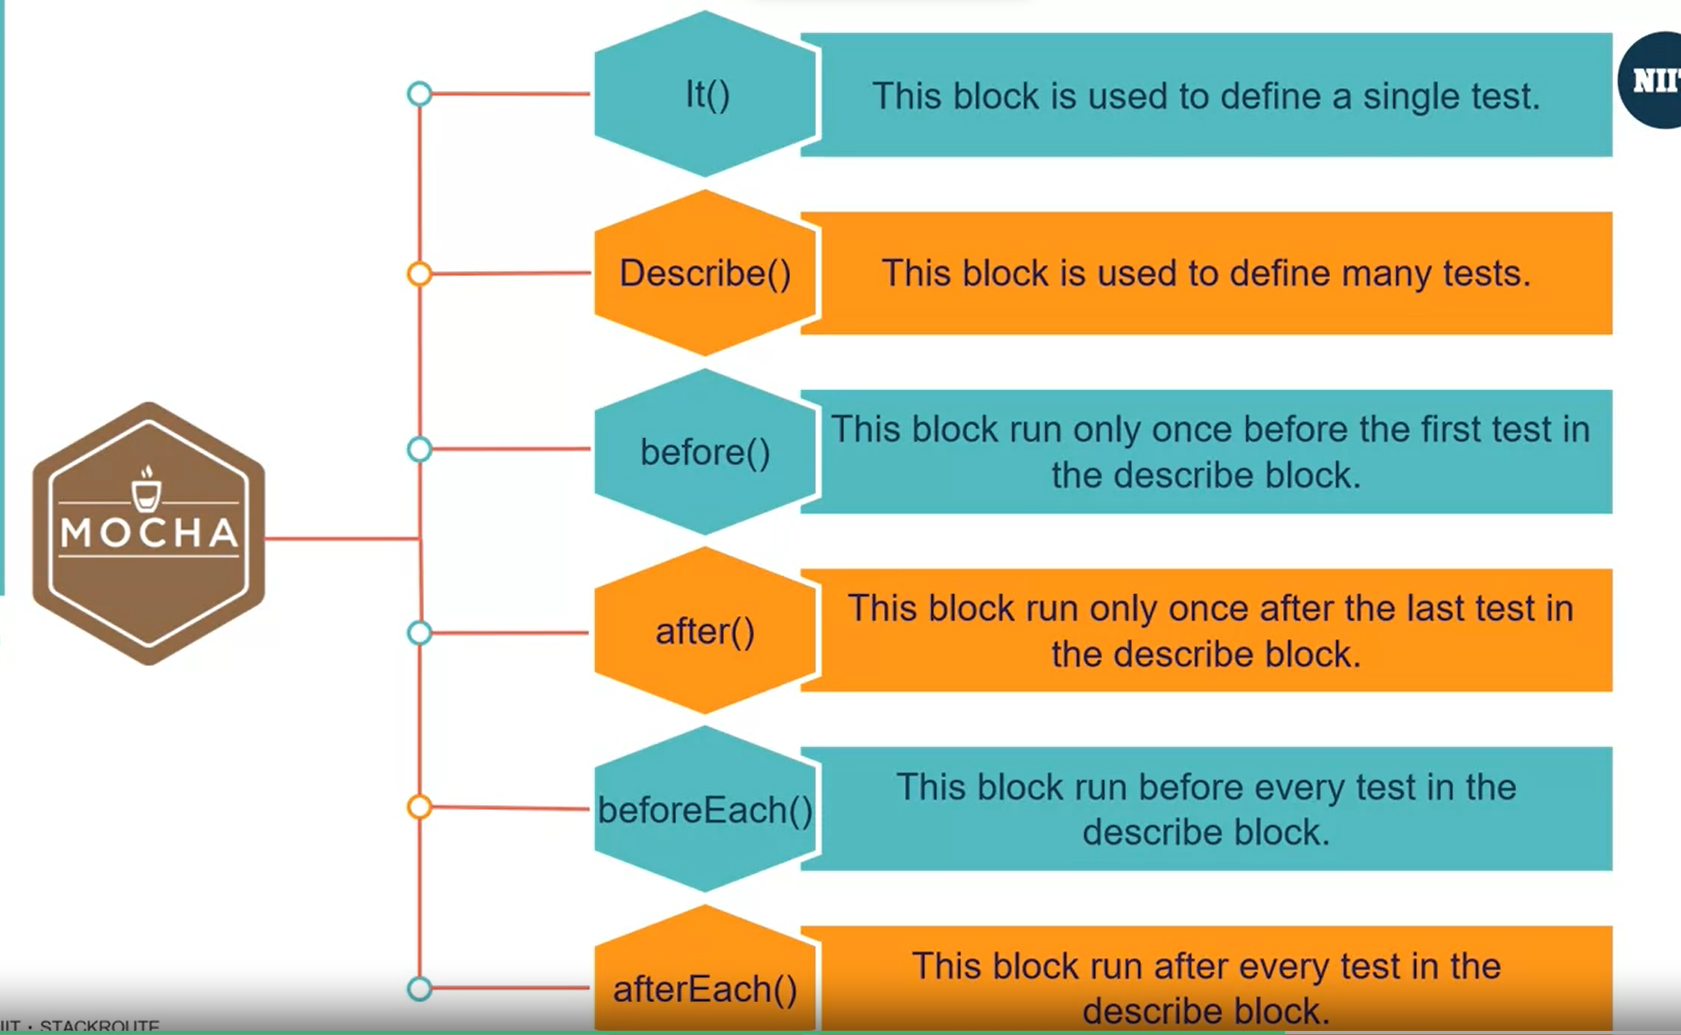 It()
This block is used to define a single test.
Describe()
This block is used to define many tests.
before()
This block run only once before the first test in
the describe block.
MOCHA
after()
This block run only once after the last test in
the describe block.
beforeEach()
This block run before every test in the
describe block.
afterEach()
This block run after every test in the
describe block.
STACKROUTE